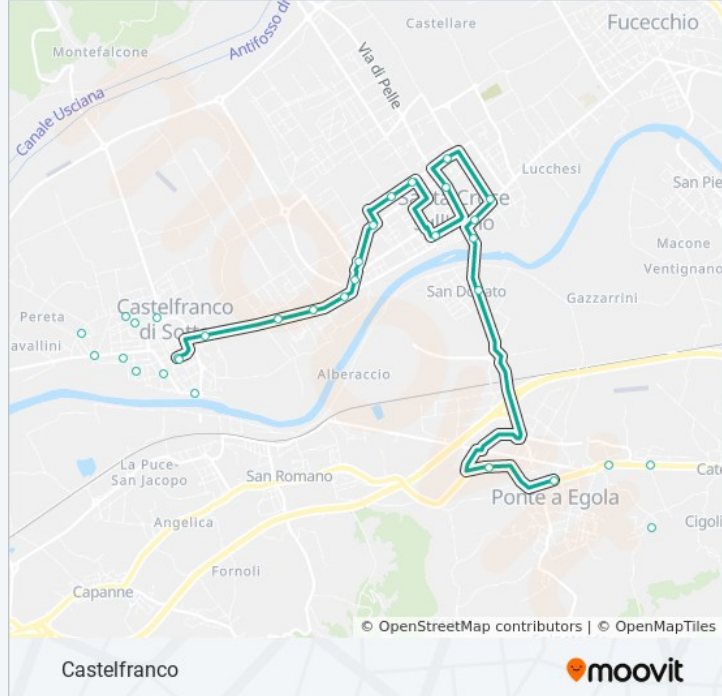 Fucecchio
Castellare
Montefalcone
Antifosso di
Via di Pelle
Canale Usciana
Lucchesi
San Pie
Santa Croce
Macone
Ventignano
San Donato
Gazzarrini
Castelfranco
di Sotto
Pereta
avallini
Alberaccio
La Puce-
San Jacopo
San Romano
Cate
Ponte a Egola
Angelica
Cigoli
Fornoli
Capanne
© OpenStreetMap contributors | © OpenMapTiles
Castelfranco
moovit